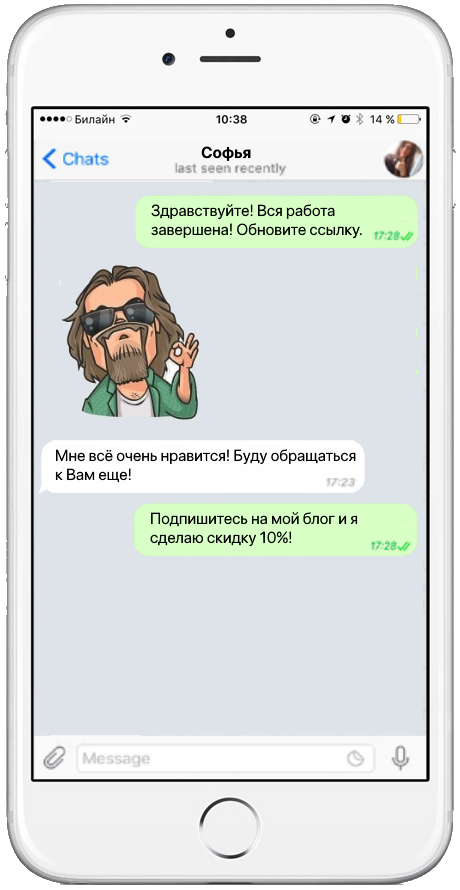 Билайн 10:38 14 %
Chats Софья
last seen recently
Здравствуйте! Вся работа
завершена! Обновите ссылку. 17:28
Мне всё очень нравится! Буду обращаться
к Вам еще! 17:23
Подпишитесь на мой блог и я
сделаю скидку 10%! 17:28
Message